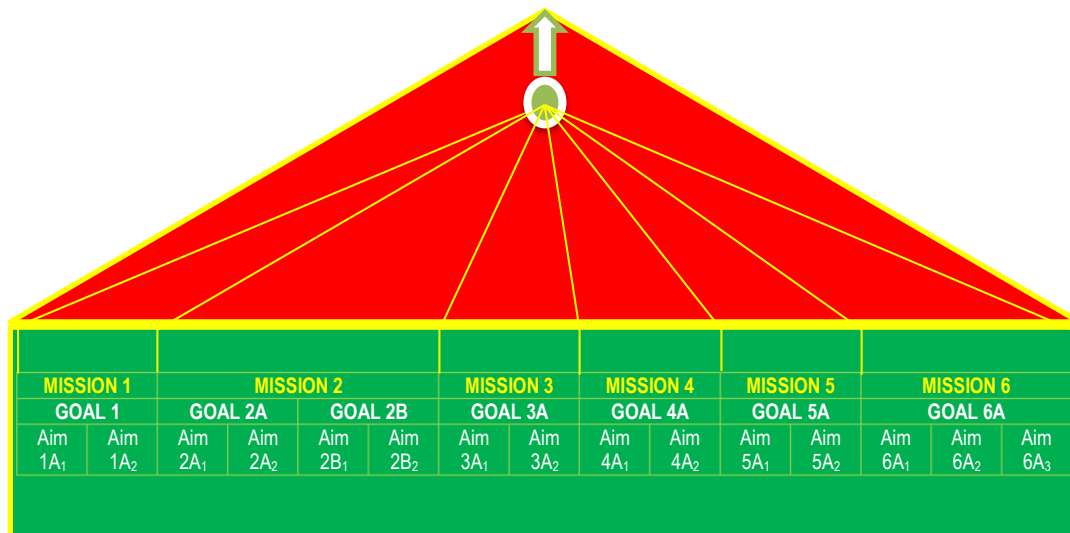 MISSION 1 MISSION 2 MISSION 3 MISSION 4 MISSION 5 MISSION 6
GOAL 1 GOAL 2A GOAL 2B GOAL 3A GOAL 4A GOAL 5A GOAL 6A
Aim Aim Aim Aim Aim Aim Aim Aim Aim Aim Aim Aim Aim Aim Aim
1A₁ 1A₂ 2A₁ 2A₂ 2B₁ 2B₂ 3A₁ 3A₂ 4A₁ 4A₂ 5A₁ 5A₂ 6A₁ 6A₂ 6A₃